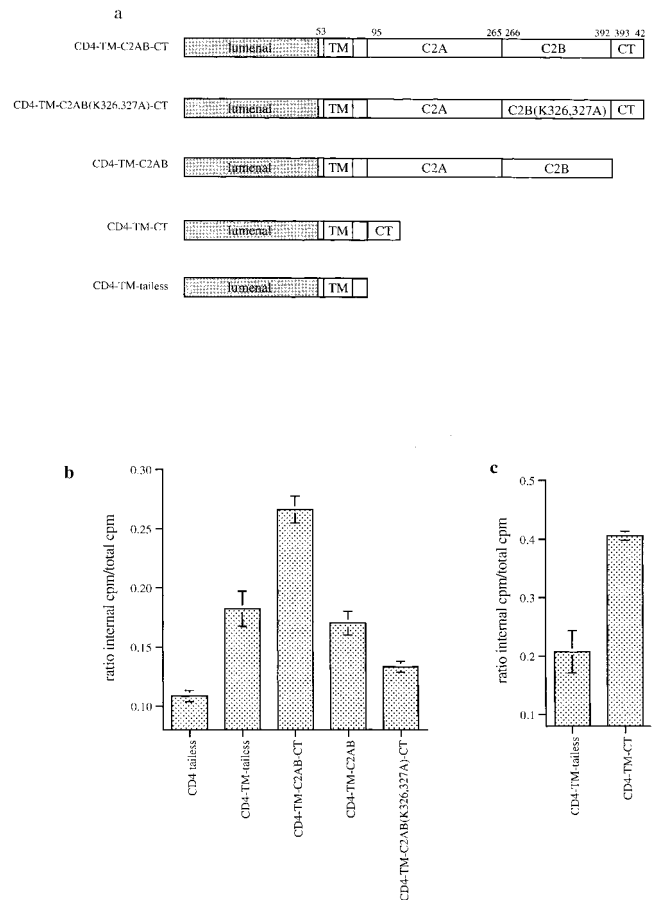 a
53 95 265 266 392 393 42
CD4-TM-C2AB-CT lumenal TM C2A C2B CT
CD4-TM-C2AB(K326,327A)-CT lumenal TM C2A C2B(K326,327A) CT
CD4-TM-C2AB lumenal TM C2A C2B
CD4-TM-CT lumenal TM CT
CD4-TM-tailess lumenal TM
b
ratio internal cpm/total cpm
0.30
0.25
0.20
0.15
0.10
CD4 tailess
CD4-TM-tailess
CD4-TM-C2AB-CT
CD4-TM-C2AB
CD4-TM-C2AB(K326,327A)-CT
c
ratio internal cpm/total cpm
0.5
0.4
0.3
0.2
0.1
CD4-TM-tailess
CD4-TM-CT